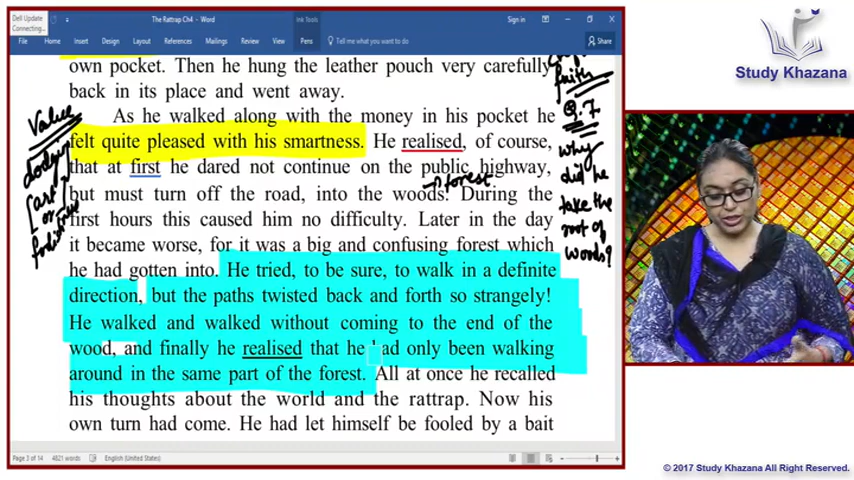 Dell Update
Connecting...
The Rattrap Ch4 - Word
Ink Tools
Sign in
File
Home
Insert
Design
Layout
References
Mailings
Review
View
Pens
Tell me what you want to do
Share
Study Khazana
own pocket. Then he hung the leather pouch very carefully
back in its place and went away.
As he walked along with the money in his pocket he
felt quite pleased with his smartness. He realised, of course,
that at first he dared not continue on the public highway,
but must turn off the road, into the woods. During the
first hours this caused him no difficulty. Later in the day
it became worse, for it was a big and confusing forest which
he had gotten into. He tried, to be sure, to walk in a definite
direction, but the paths twisted back and forth so strangely!
He walked and walked without coming to the end of the
wood, and finally he realised that he had only been walking
around in the same part of the forest. All at once he recalled
his thoughts about the world and the rattrap. Now his
own turn had come. He had let himself be fooled by a bait
Value
or
forest
faith
Q.7
why
did he
take the
root of
woods?
Page 3 of 14
4821 words
English (United States)
© 2017 Study Khazana All Right Reserved.